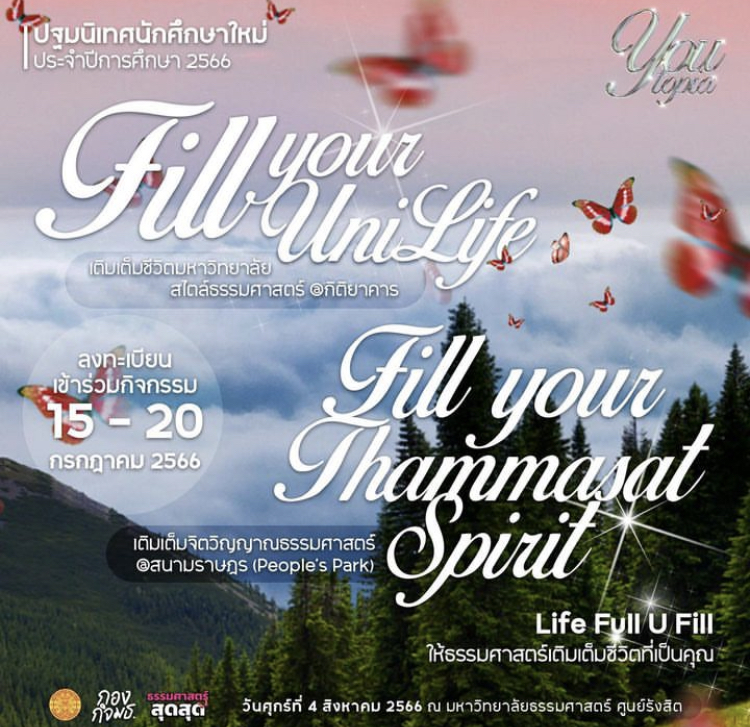 ปฐมนิเทศนักศึกษาใหม่
ประจำปีการศึกษา 2566
You
topia
Fill your
UniLife
เติมเต็มชีวิตมหาวิทยาลัย
สไตล์ธรรมศาสตร์ @กิติยาคาร
ลงทะเบียน
เข้าร่วมกิจกรรม
15 - 20
กรกฎาคม 2566
Fill your
Thammasat
Spirit
เติมเต็มจิตวิญญาณธรรมศาสตร์
@สนามราษฎร (People's Park)
Life Full U Fill
ให้ธรรมศาสตร์เติมเต็มชีวิตที่เป็นคุณ
กอง
กิจมธ.
ธรรมศาสตร์
สุดสุด
วันศุกร์ที่ 4 สิงหาคม 2566 ณ มหาวิทยาลัยธรรมศาสตร์ ศูนย์รังสิต